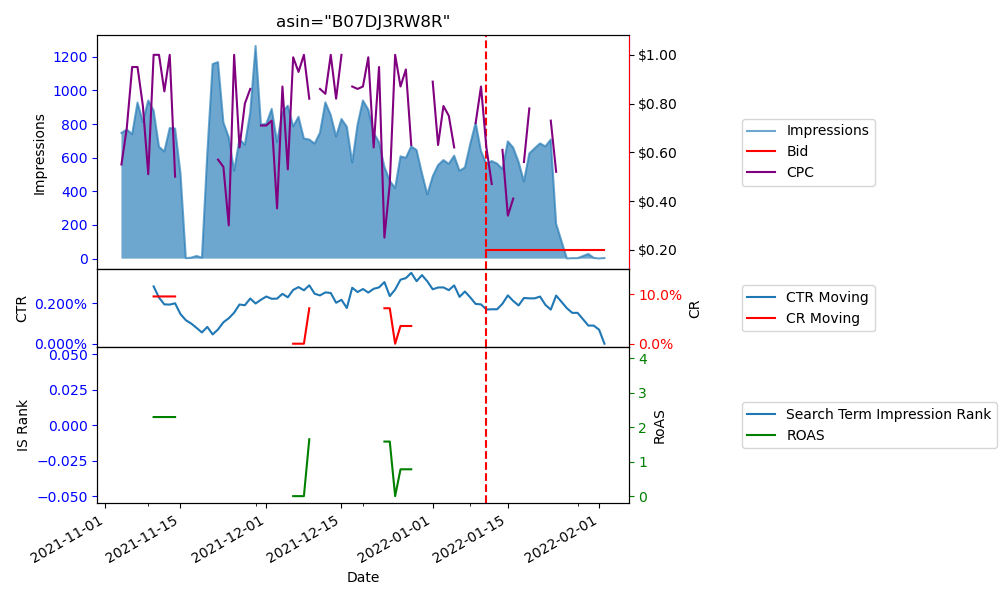 asin="B07DJ3RW8R"
Impressions
1200
1000
800
600
400
200
0
$1.00
$0.80
$0.60
$0.40
$0.20
Impressions
Bid
CPC
CTR
0.200%
0.000%
10.0%
0.0%
CR
CTR Moving
CR Moving
IS Rank
0.050
0.025
0.000
−0.025
−0.050
4
3
2
1
0
RoAS
Search Term Impression Rank
ROAS
2021-11-01
2021-11-15
2021-12-01
2021-12-15
2022-01-01
2022-01-15
2022-02-01
Date